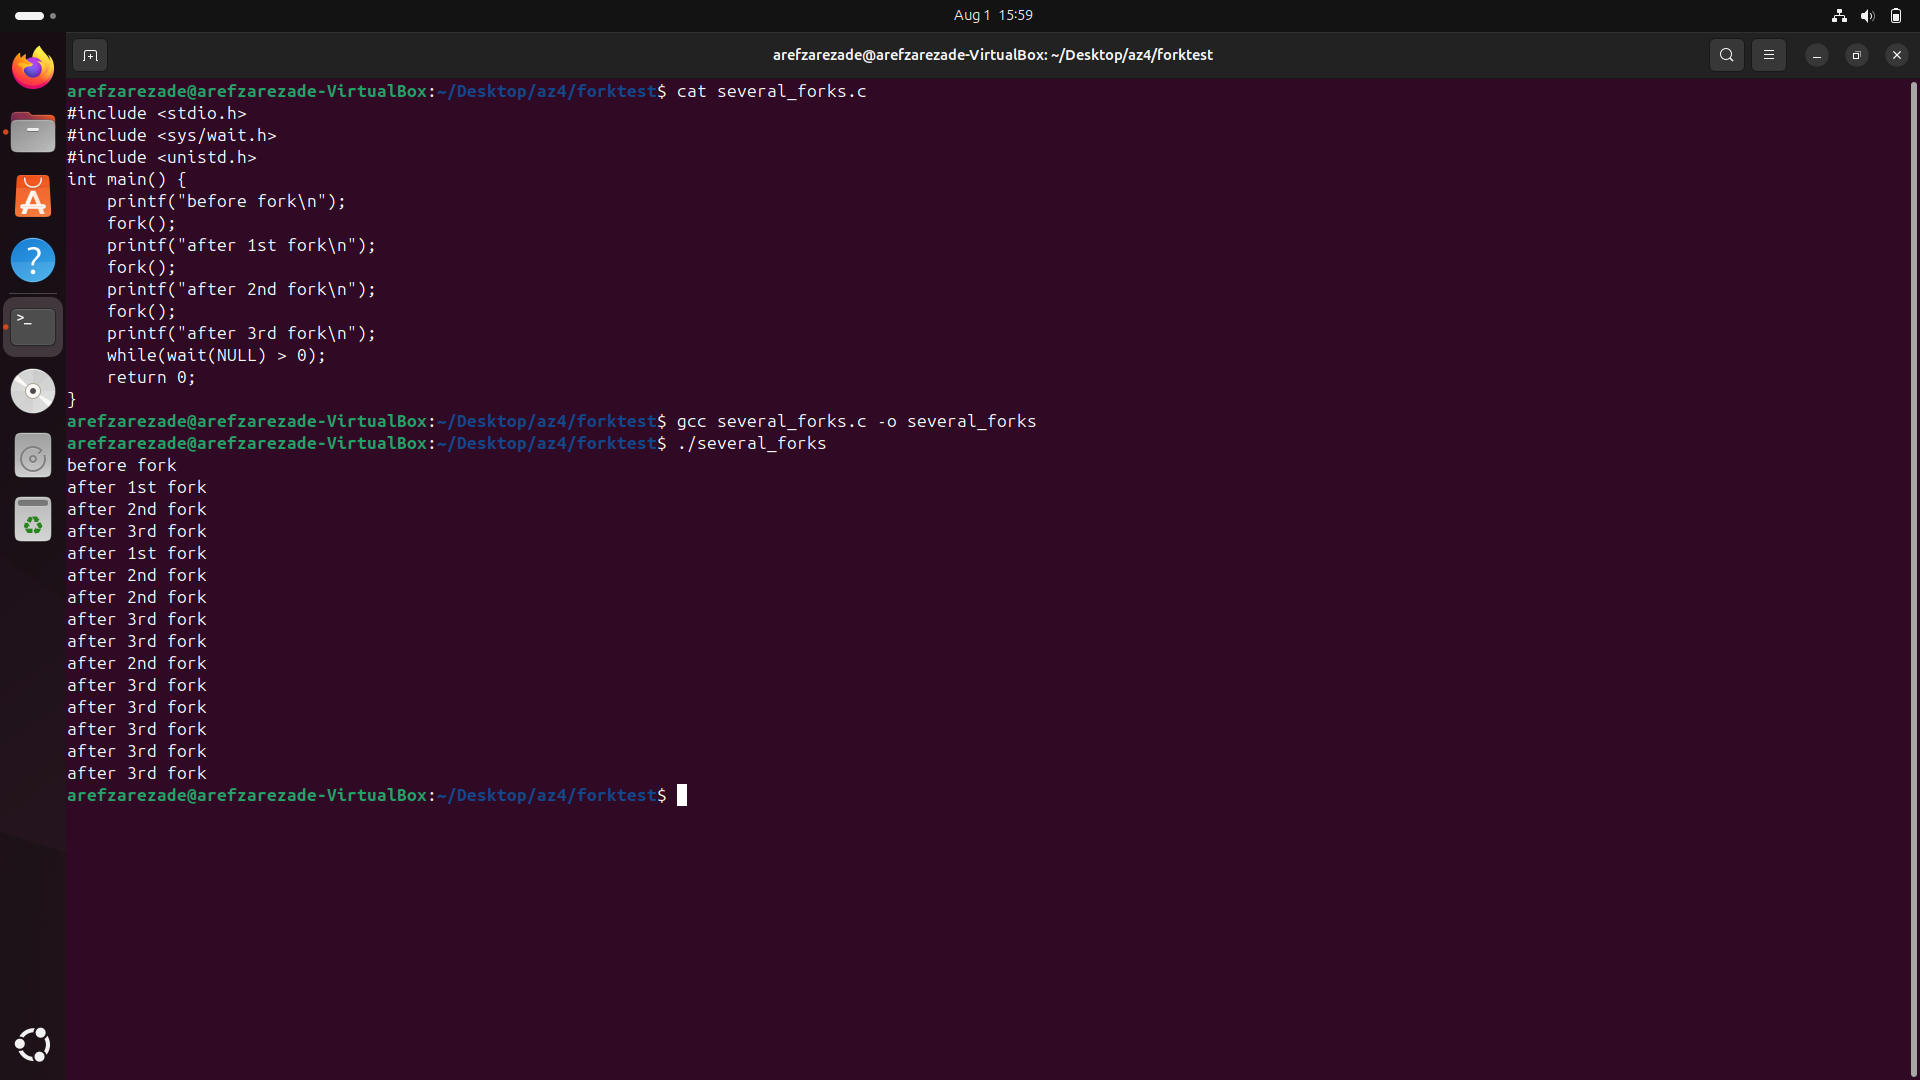 Aug 1 15:59
arefzarezade@arefzarezade-VirtualBox: ~/Desktop/az4/forktest
arefzarezade@arefzarezade-VirtualBox:~/Desktop/az4/forktest$ cat several_forks.c
#include <stdio.h>
#include <sys/wait.h>
#include <unistd.h>
int main() {
    printf("before fork\n");
    fork();
    printf("after 1st fork\n");
    fork();
    printf("after 2nd fork\n");
    fork();
    printf("after 3rd fork\n");
    while(wait(NULL) > 0);
    return 0;
}
arefzarezade@arefzarezade-VirtualBox:~/Desktop/az4/forktest$ gcc several_forks.c -o several_forks
arefzarezade@arefzarezade-VirtualBox:~/Desktop/az4/forktest$ ./several_forks
before fork
after 1st fork
after 2nd fork
after 3rd fork
after 1st fork
after 2nd fork
after 2nd fork
after 3rd fork
after 3rd fork
after 2nd fork
after 3rd fork
after 3rd fork
after 3rd fork
after 3rd fork
after 3rd fork
arefzarezade@arefzarezade-VirtualBox:~/Desktop/az4/forktest$